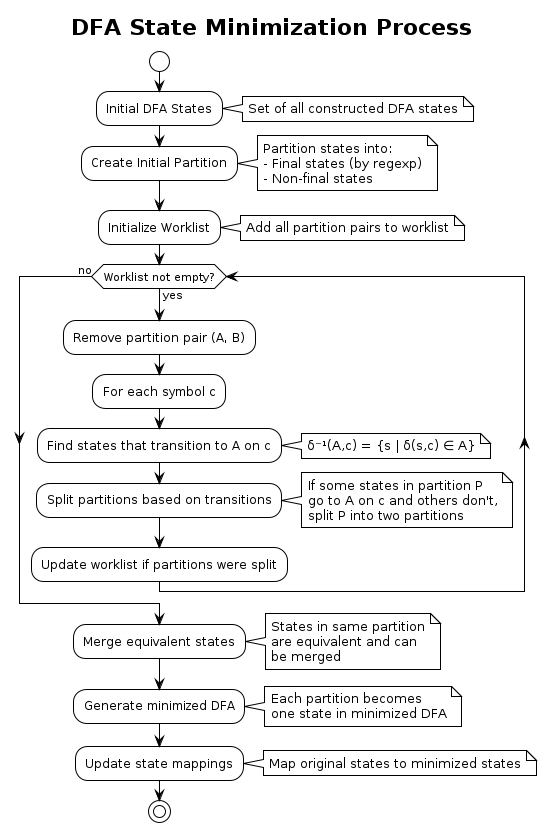 DFA State Minimization Process
Initial DFA States
Set of all constructed DFA states
Create Initial Partition
Partition states into:
- Final states (by regexp)
- Non-final states
Initialize Worklist
Add all partition pairs to worklist
no
Worklist not empty?
yes
Remove partition pair (A, B)
For each symbol c
Find states that transition to A on c
δ⁻¹(A,c) = {s | δ(s,c) ∈ A}
Split partitions based on transitions
If some states in partition P
go to A on c and others don't,
split P into two partitions
Update worklist if partitions were split
Merge equivalent states
States in same partition
are equivalent and can
be merged
Generate minimized DFA
Each partition becomes
one state in minimized DFA
Update state mappings
Map original states to minimized states